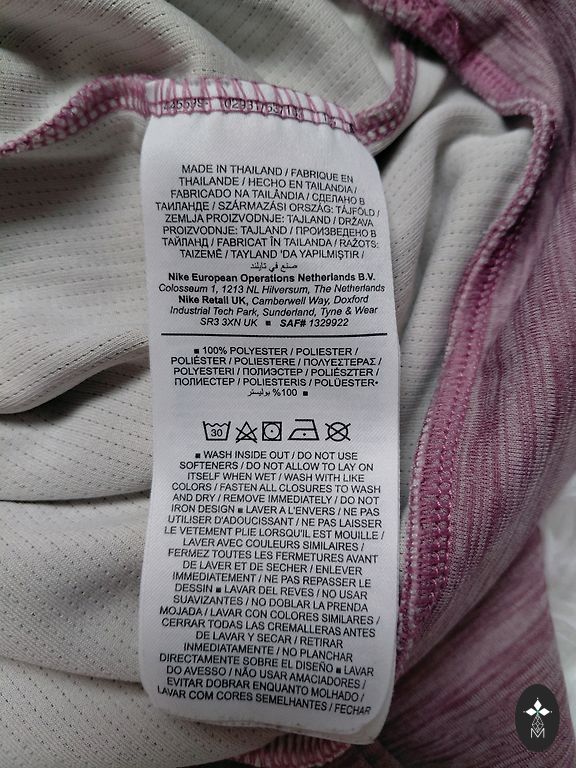 MADE IN THAILAND / FABRIQUE EN
THAILANDE / HECHO EN TAILANDIA /
FABRICADO NA TAILÂNDIA / СДЕЛАНО В
ТАИЛАНДЕ / SZÁRMAZÁSI ORSZÁG: TÁJFÖLD /
ZEMLJA PROIZVODNJE: TAJLAND / DRŽAVA
PROIZVODNJE: TAJLAND / ПРОИЗВЕДЕНО В
ТАЙЛАНД / FABRICAT ÎN TAILANDA / RAŽOTS:
TAIZEMĒ / TAYLAND 'DA YAPILMIŞTIR /
صنع في تايلند
Nike European Operations Netherlands B.V.
Colosseum 1, 1213 NL Hilversum, The Netherlands
Nike Retail UK, Camberwell Way, Doxford
Industrial Tech Park, Sunderland, Tyne & Wear
SR3 3XN UK ■ SAF# 1329922
■ 100% POLYESTER / POLIESTER /
POLIÉSTER / POLIESTERE / ΠΟΛΥΕΣΤΕΡΑΣ /
POLYESTERI / ПОЛИЭСТЕР / POLIÉSZTER /
ПОЛИЕСТЕР / POLIESTERIS / POLÜESTER•
100% بوليستر ■
30
■ WASH INSIDE OUT / DO NOT USE
SOFTENERS / DO NOT ALLOW TO LAY ON
ITSELF WHEN WET / WASH WITH LIKE
COLORS / FASTEN ALL CLOSURES TO WASH
AND DRY / REMOVE IMMEDIATELY / DO NOT
IRON DESIGN ■ LAVER A L'ENVERS / NE PAS
UTILISER D'ADOUCISSANT / NE PAS LAISSER
LE VETEMENT PLIE LORSQU'IL EST MOUILLE /
LAVER AVEC COULEURS SIMILAIRES /
FERMEZ TOUTES LES FERMETURES AVANT
DE LAVER ET DE SECHER / ENLEVER
IMMEDIATEMENT / NE PAS REPASSER LE
DESSIN ■ LAVAR DEL REVES / NO USAR
SUAVIZANTES / NO DOBLAR LA PRENDA
MOJADA / LAVAR CON COLORES SIMILARES /
CERRAR TODAS LAS CREMALLERAS ANTES
DE LAVAR Y SECAR / RETIRAR
INMEDIATAMENTE / NO PLANCHAR
DIRECTAMENTE SOBRE EL DISEÑO ■ LAVAR
DO AVESSO / NÃO USAR AMACIADORES /
EVITAR DOBRAR ENQUANTO MOLHADO /
LAVAR COM CORES SEMELHANTES / FECHAR
M